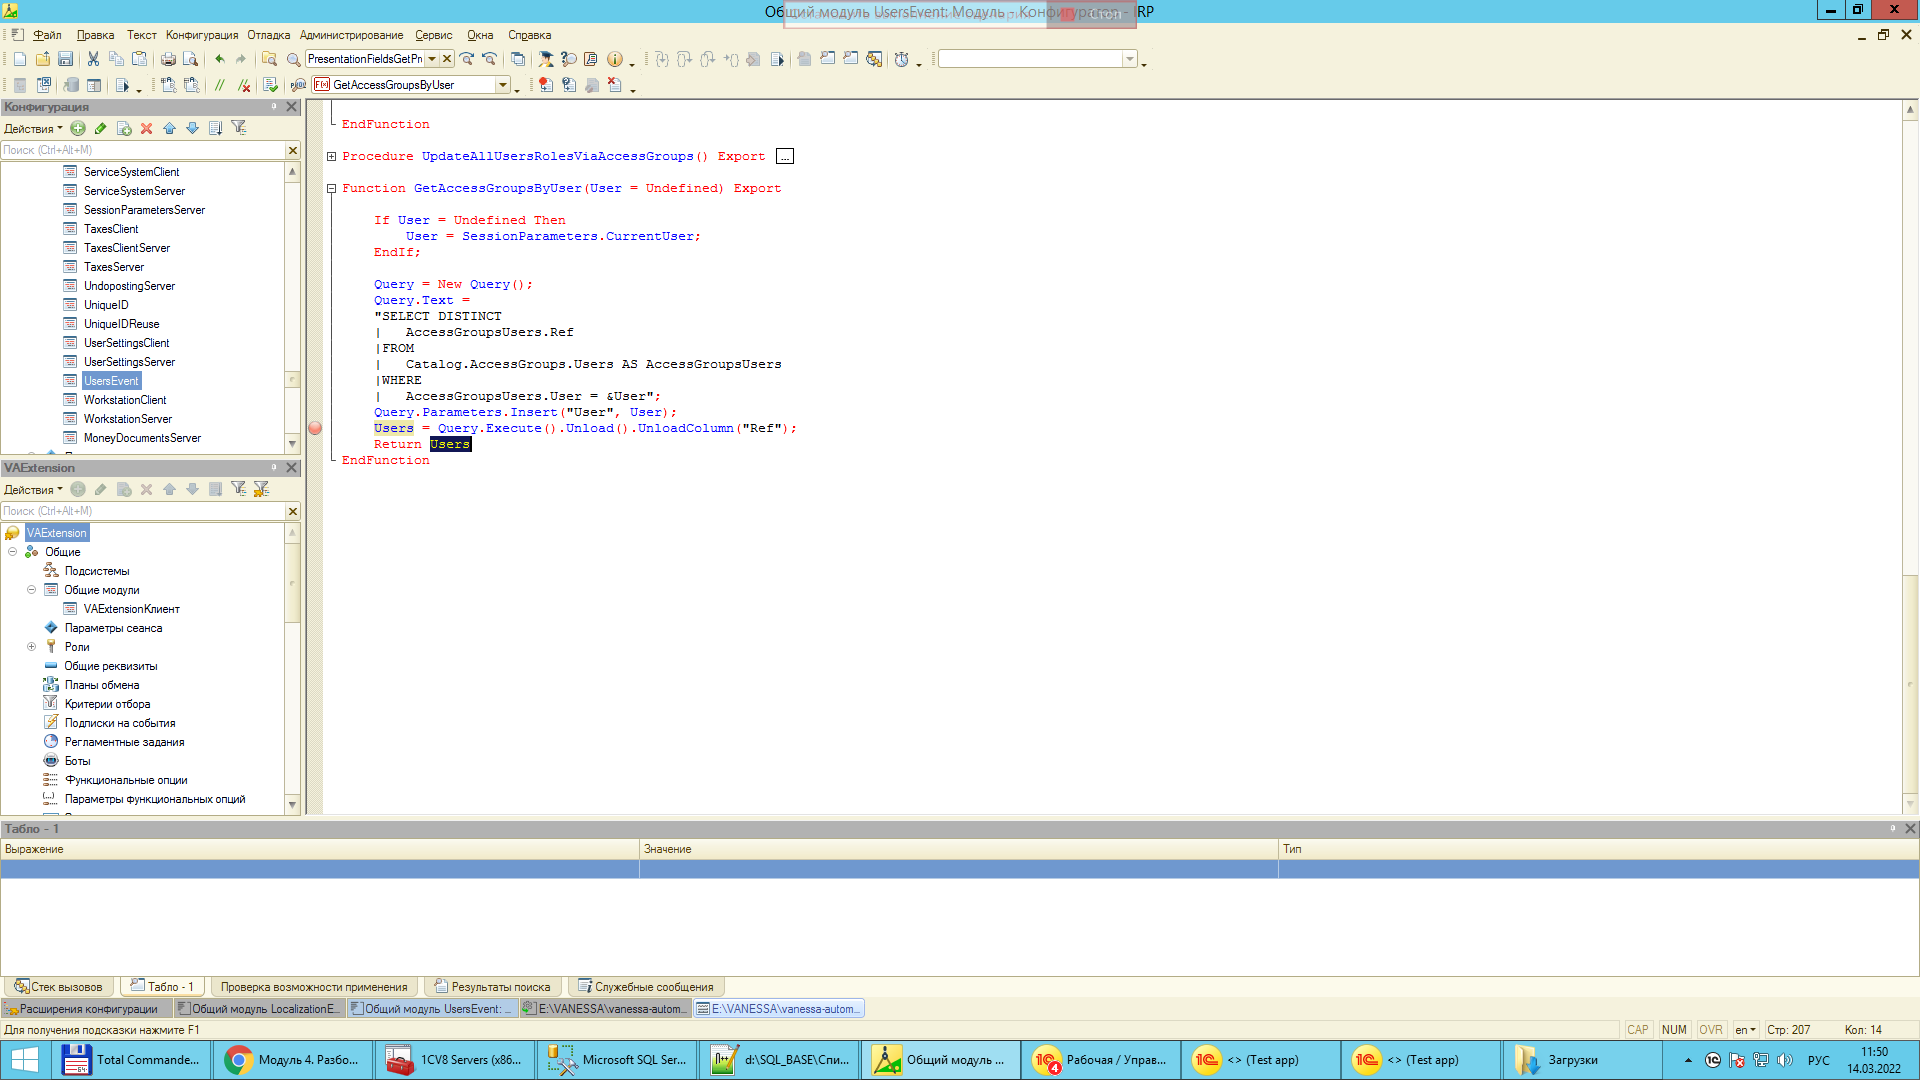 Общий модуль UsersEvent: Модуль - Конфигуратор - IRP
Стоп
Файл Правка Текст Конфигурация Отладка Администрирование Сервис Окна Справка
PresentationFieldsGetPr
GetAccessGroupsByUser
Конфигурация
Действия
Поиск (Ctrl+Alt+M)
ServiceSystemClient
ServiceSystemServer
SessionParametersServer
TaxesClient
TaxesClientServer
TaxesServer
UndopostingServer
UniqueID
UniqueIDReuse
UserSettingsClient
UserSettingsServer
UsersEvent
WorkstationClient
WorkstationServer
MoneyDocumentsServer
VAExtension
Действия
Поиск (Ctrl+Alt+M)
VAExtension
Общие
Подсистемы
Общие модули
VAExtensionКлиент
Параметры сеанса
Роли
Общие реквизиты
Планы обмена
Критерии отбора
Подписки на события
Регламентные задания
Боты
Функциональные опции
Параметры функциональных опций
EndFunction
Procedure UpdateAllUsersRolesViaAccessGroups() Export ...
Function GetAccessGroupsByUser(User = Undefined) Export
If User = Undefined Then
User = SessionParameters.CurrentUser;
EndIf;
Query = New Query();
Query.Text =
"SELECT DISTINCT
| AccessGroupsUsers.Ref
|FROM
| Catalog.AccessGroups.Users AS AccessGroupsUsers
|WHERE
| AccessGroupsUsers.User = &User";
Query.Parameters.Insert("User", User);
Users = Query.Execute().Unload().UnloadColumn("Ref");
Return Users
EndFunction
Табло - 1
Выражение Значение Тип
Стек вызовов Табло - 1 Проверка возможности применения Результаты поиска Служебные сообщения
Расширения конфигурации Общий модуль LocalizationE... Общий модуль UsersEvent: ... E:\VANESSA\vanessa-autom... E:\VANESSA\vanessa-autom...
Для получения подсказки нажмите F1 CAP NUM OVR en Стр: 207 Кол: 14
Total Commande... Модуль 4. Разбо... 1CV8 Servers (x86... Microsoft SQL Ser... d:\SQL_BASE\Спи... Общий модуль ... Рабочая / Управ... <> (Test app) <> (Test app) Загрузки РУС 11:50
14.03.2022